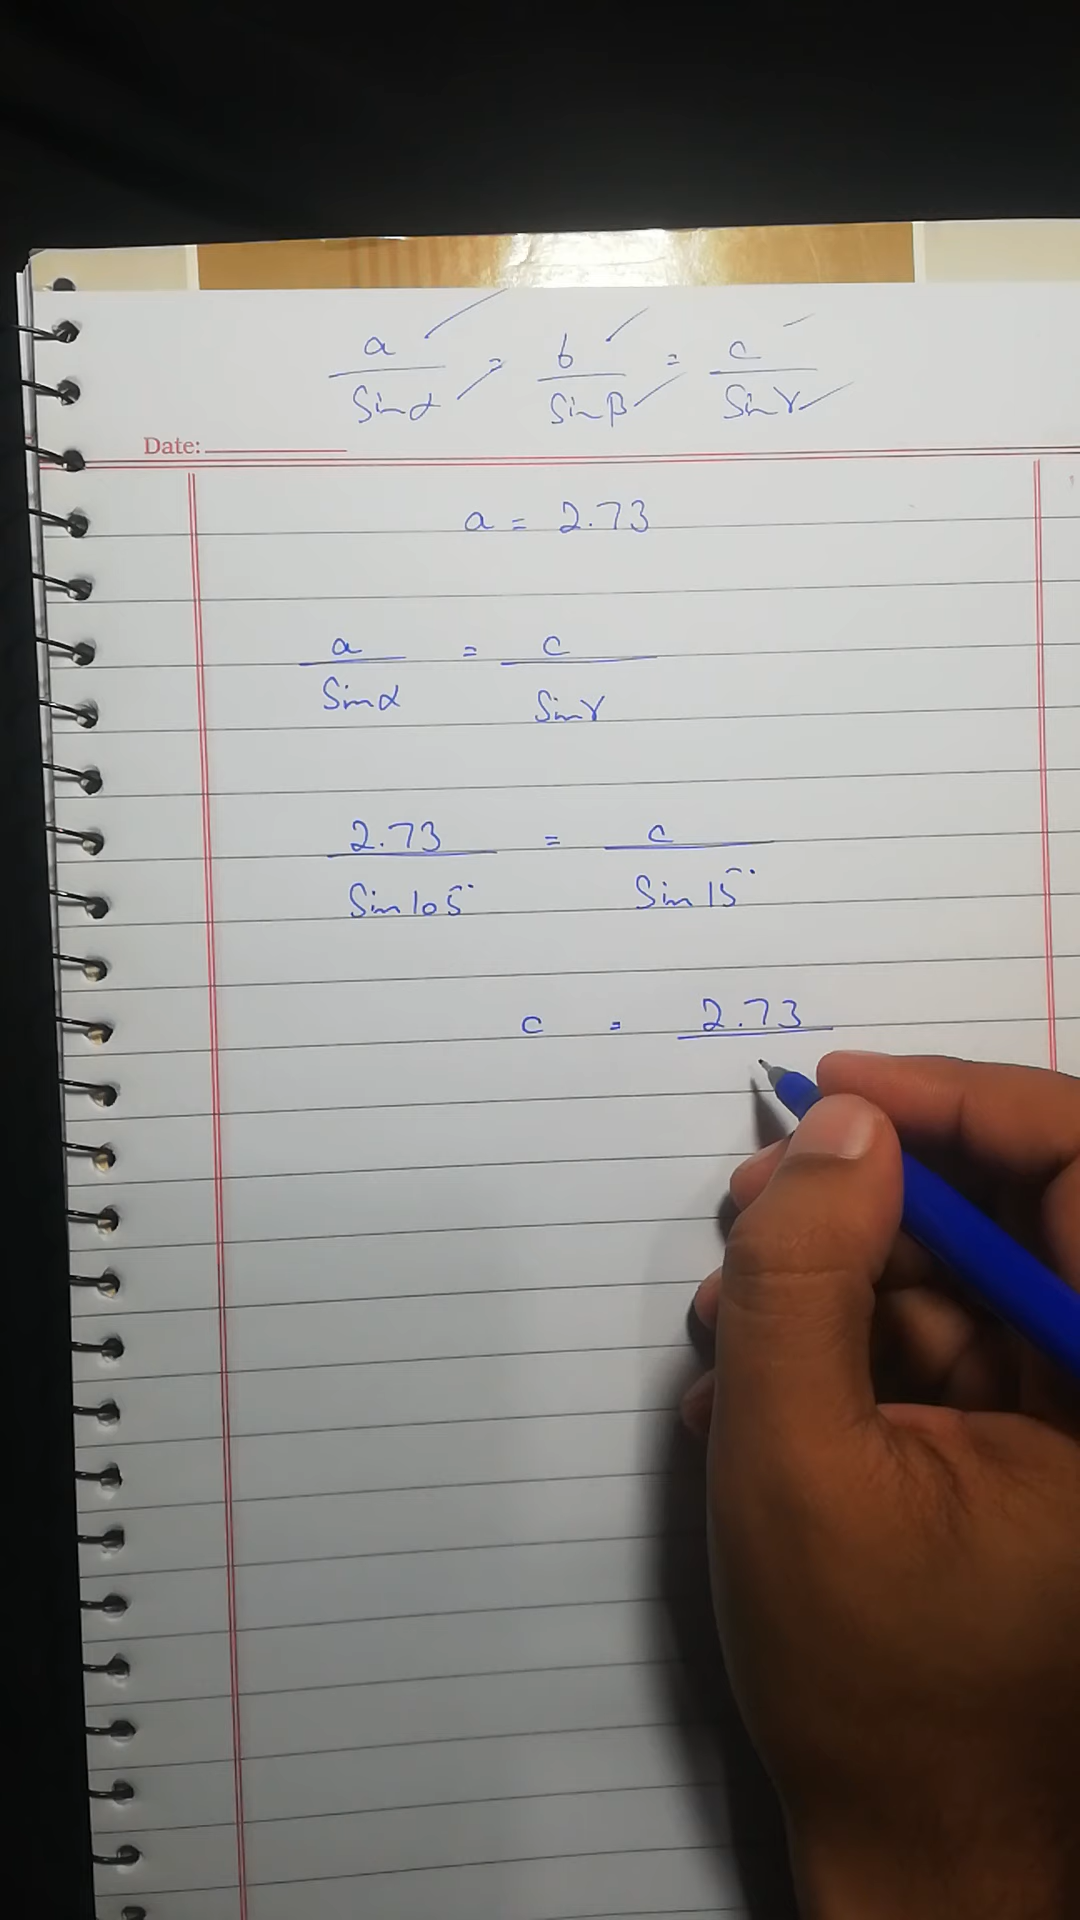 a/Sinα = b/Sinβ = c/Sinγ
Date:
a = 2.73
a/Sinα = c/Sinγ
2.73/Sin105° = c/Sin15°
c = 2.73